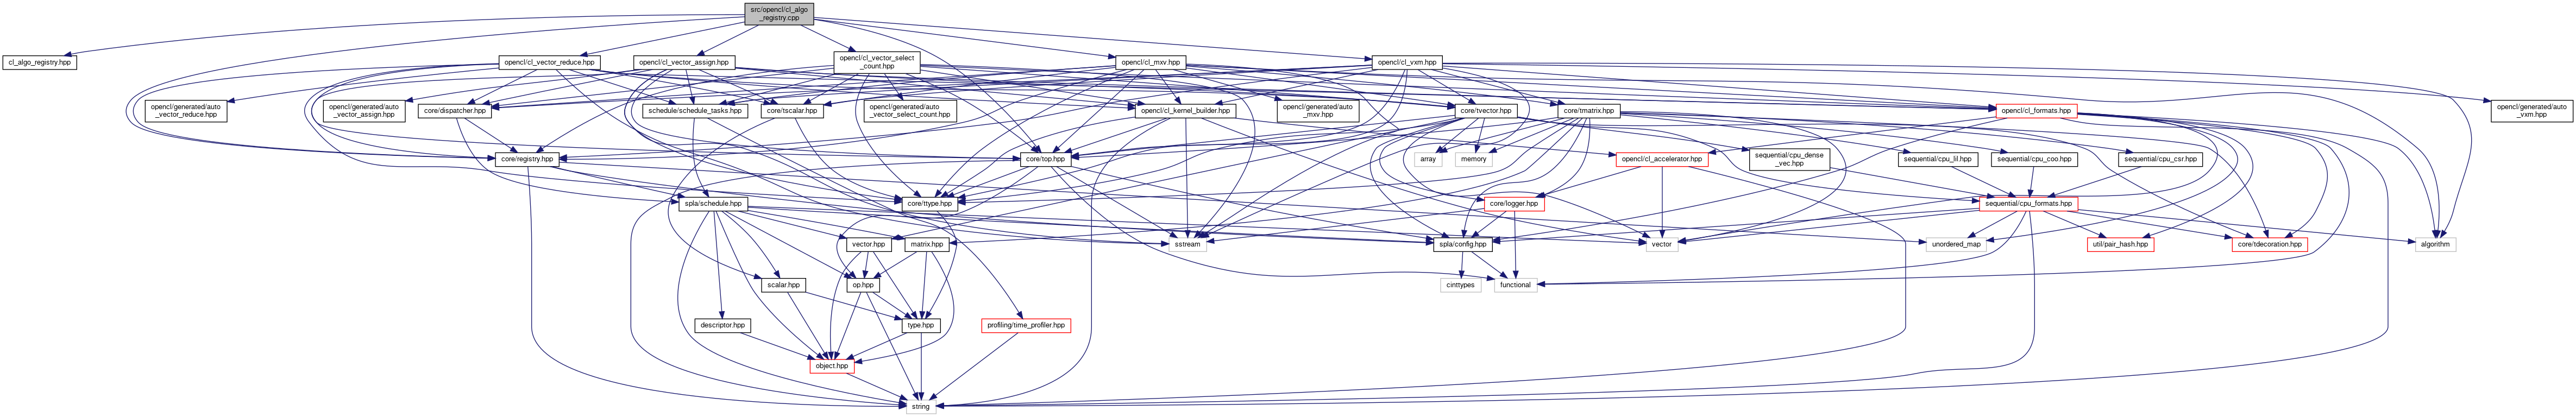 src/opencl/cl_algo
_registry.cpp
cl_algo_registry.hpp
opencl/cl_vector_reduce.hpp
opencl/cl_vector_assign.hpp
opencl/cl_vector_select
_count.hpp
opencl/cl_mxv.hpp
opencl/cl_vxm.hpp
opencl/generated/auto
_vector_reduce.hpp
opencl/generated/auto
_vector_assign.hpp
core/dispatcher.hpp
schedule/schedule_tasks.hpp
core/tscalar.hpp
opencl/generated/auto
_vector_select_count.hpp
opencl/cl_kernel_builder.hpp
opencl/generated/auto
_mxv.hpp
core/tvector.hpp
core/tmatrix.hpp
opencl/cl_formats.hpp
opencl/generated/auto
_vxm.hpp
core/registry.hpp
core/top.hpp
array
memory
opencl/cl_accelerator.hpp
sequential/cpu_dense
_vec.hpp
sequential/cpu_lil.hpp
sequential/cpu_coo.hpp
sequential/cpu_csr.hpp
spla/schedule.hpp
core/ttype.hpp
core/logger.hpp
sequential/cpu_formats.hpp
vector.hpp
matrix.hpp
sstream
spla/config.hpp
vector
unordered_map
util/pair_hash.hpp
core/tdecoration.hpp
algorithm
scalar.hpp
op.hpp
cinttypes
functional
descriptor.hpp
type.hpp
profiling/time_profiler.hpp
object.hpp
string